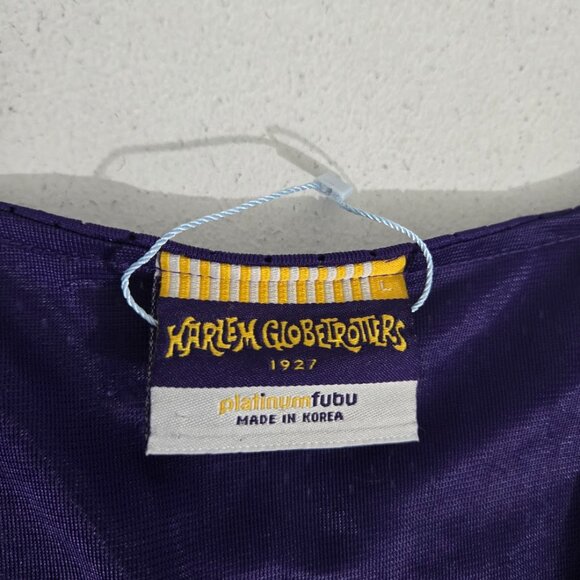 L
HARLEM GLOBETROTTERS
1927
platinumfubu
MADE IN KOREA